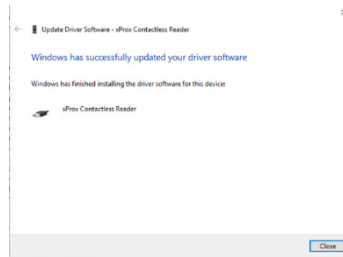 Update Driver Software - xProx Contactless Reader
Windows has successfully updated your driver software
Windows has finished installing the driver software for this device:
xProx Contactless Reader
Close